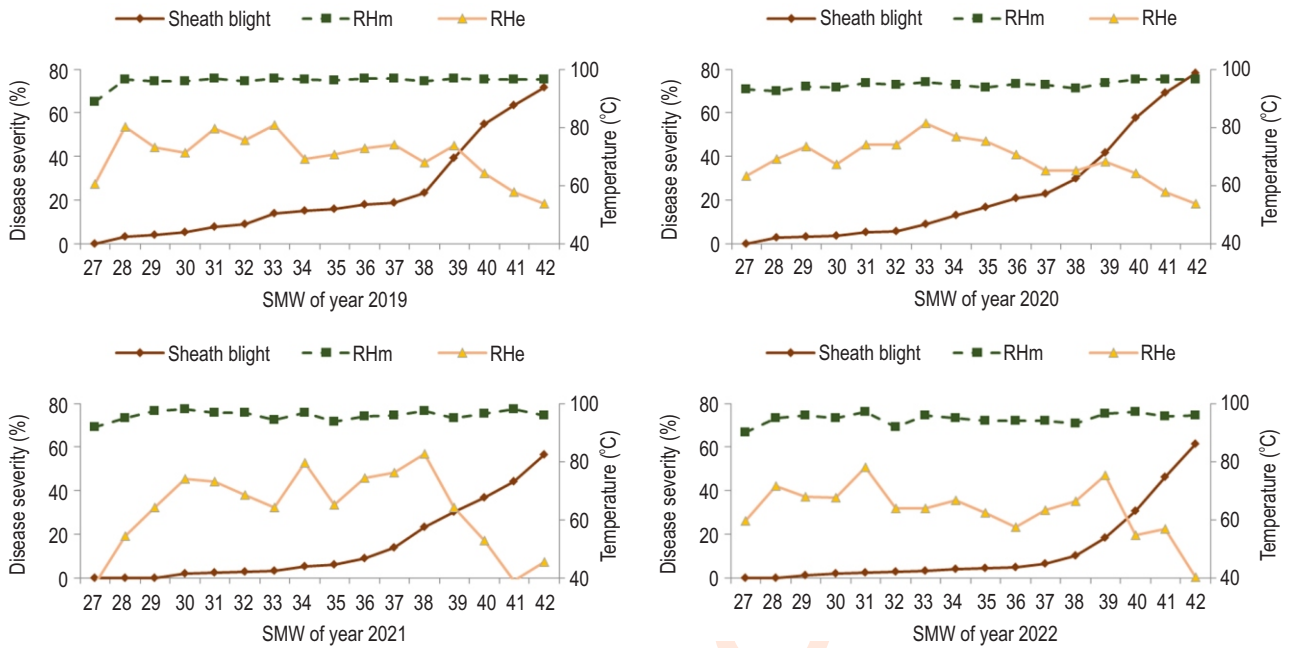 Sheath blight RHm RHe
Disease severity (%)
80
60
40
20
0
100
80
60
40
Temperature (°C)
27 28 29 30 31 32 33 34 35 36 37 38 39 40 41 42
SMW of year 2019
Sheath blight RHm RHe
Disease severity (%)
80
60
40
20
0
100
80
60
40
Temperature (°C)
27 28 29 30 31 32 33 34 35 36 37 38 39 40 41 42
SMW of year 2020
Sheath blight RHm RHe
Disease severity (%)
80
60
40
20
0
100
80
60
40
Temperature (°C)
27 28 29 30 31 32 33 34 35 36 37 38 39 40 41 42
SMW of year 2021
Sheath blight RHm RHe
Disease severity (%)
80
60
40
20
0
100
80
60
40
Temperature (°C)
27 28 29 30 31 32 33 34 35 36 37 38 39 40 41 42
SMW of year 2022